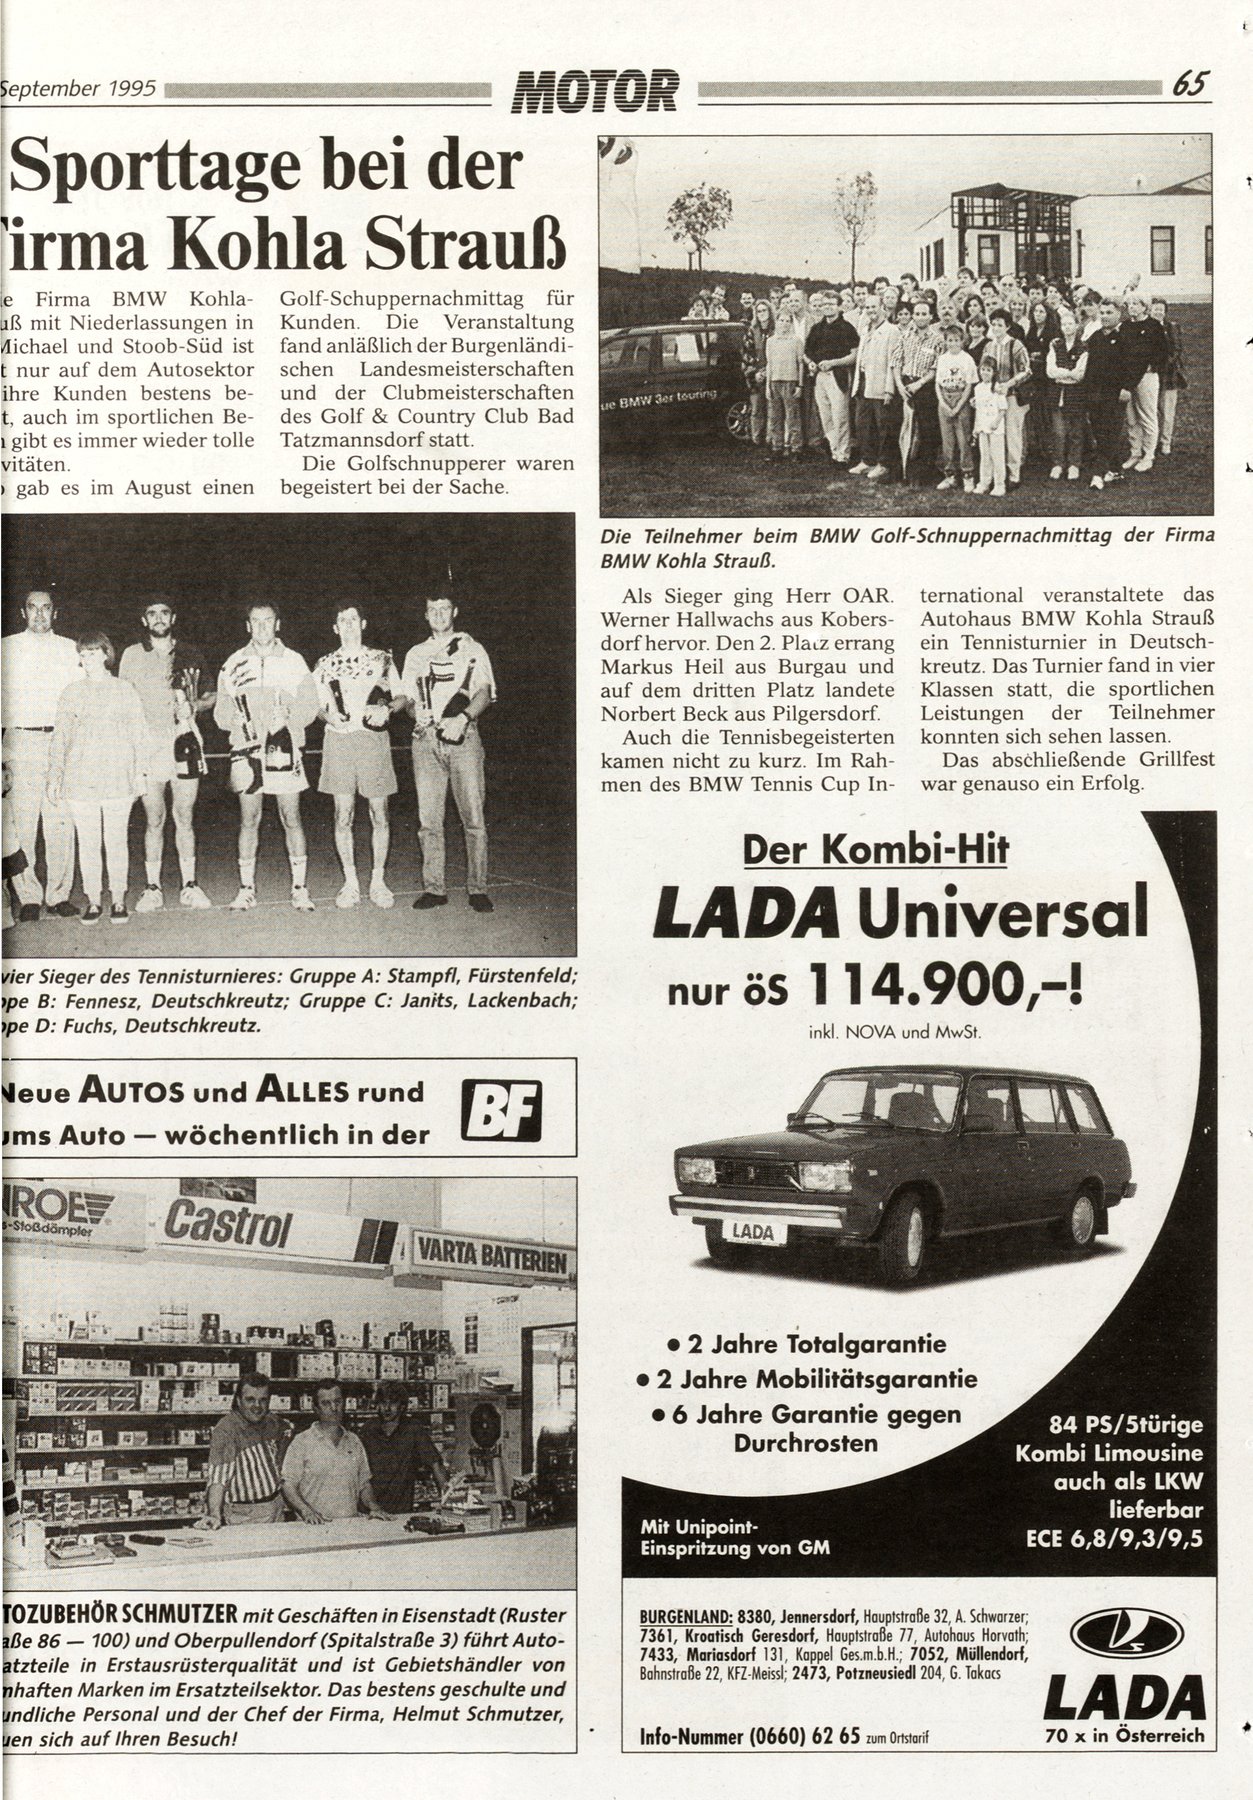 September 1995
MOTOR
65
Sporttage bei der
Firma Kohla Strauß
e Firma BMW Kohla-
uß mit Niederlassungen in
Michael und Stoob-Süd ist
t nur auf dem Autosektor
ihre Kunden bestens be-
t, auch im sportlichen Be-
gibt es immer wieder tolle
vitäten.
gab es im August einen
Golf-Schuppernachmittag für
Kunden. Die Veranstaltung
fand anläßlich der Burgenländi-
schen Landesmeisterschaften
und der Clubmeisterschaften
des Golf & Country Club Bad
Tatzmannsdorf statt.
Die Golfschnupperer waren
begeistert bei der Sache.
ue BMW 3er touring
Die Teilnehmer beim BMW Golf-Schnuppernachmittag der Firma
BMW Kohla Strauß.
Als Sieger ging Herr OAR.
Werner Hallwachs aus Kobers-
dorf hervor. Den 2. Platz errang
Markus Heil aus Burgau und
auf dem dritten Platz landete
Norbert Beck aus Pilgersdorf.
Auch die Tennisbegeisterten
kamen nicht zu kurz. Im Rah-
men des BMW Tennis Cup In-
ternational veranstaltete das
Autohaus BMW Kohla Strauß
ein Tennisturnier in Deutsch-
kreutz. Das Turnier fand in vier
Klassen statt, die sportlichen
Leistungen der Teilnehmer
konnten sich sehen lassen.
Das abschließende Grillfest
war genauso ein Erfolg.
vier Sieger des Tennisturnieres: Gruppe A: Stampfl, Fürstenfeld;
ppe B: Fennesz, Deutschkreutz; Gruppe C: Janits, Lackenbach;
ppe D: Fuchs, Deutschkreutz.
Neue AUTOS und ALLES rund
ums Auto — wöchentlich in der
BF
ROE
s-Stoßdämpfer
Castrol
VARTA BATTERIEN
TOZUBEHÖR SCHMUTZER mit Geschäften in Eisenstadt (Ruster
aße 86 — 100) und Oberpullendorf (Spitalstraße 3) führt Auto-
atzteile in Erstausrüsterqualität und ist Gebietshändler von
nhaften Marken im Ersatzteilsektor. Das bestens geschulte und
undliche Personal und der Chef der Firma, Helmut Schmutzer,
uen sich auf Ihren Besuch!
Der Kombi-Hit
LADA Universal
nur öS 114.900,–!
inkl. NOVA und MwSt.
LADA
• 2 Jahre Totalgarantie
• 2 Jahre Mobilitätsgarantie
• 6 Jahre Garantie gegen
Durchrosten
84 PS/5türige
Kombi Limousine
auch als LKW
lieferbar
ECE 6,8/9,3/9,5
Mit Unipoint-
Einspritzung von GM
BURGENLAND: 8380, Jennersdorf, Hauptstraße 32, A. Schwarzer;
7361, Kroatisch Geresdorf, Hauptstraße 77, Autohaus Horvath;
7433, Mariasdorf 131, Kappel Ges.m.b.H.; 7052, Müllendorf,
Bahnstraße 22, KFZ-Meissl; 2473, Potzneusiedl 204, G. Takacs
Info-Nummer (0660) 62 65 zum Ortstarif
LADA
70 x in Österreich